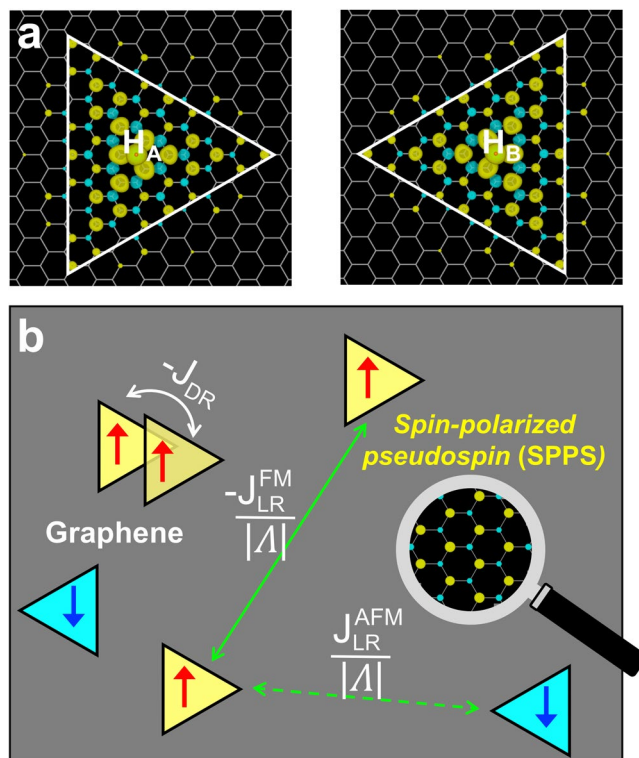 a
H_A
H_B
b
-J_DR
Spin-polarized
pseudospin (SPPS)
-J_LR^FM
|Λ|
Graphene
J_LR^AFM
|Λ|